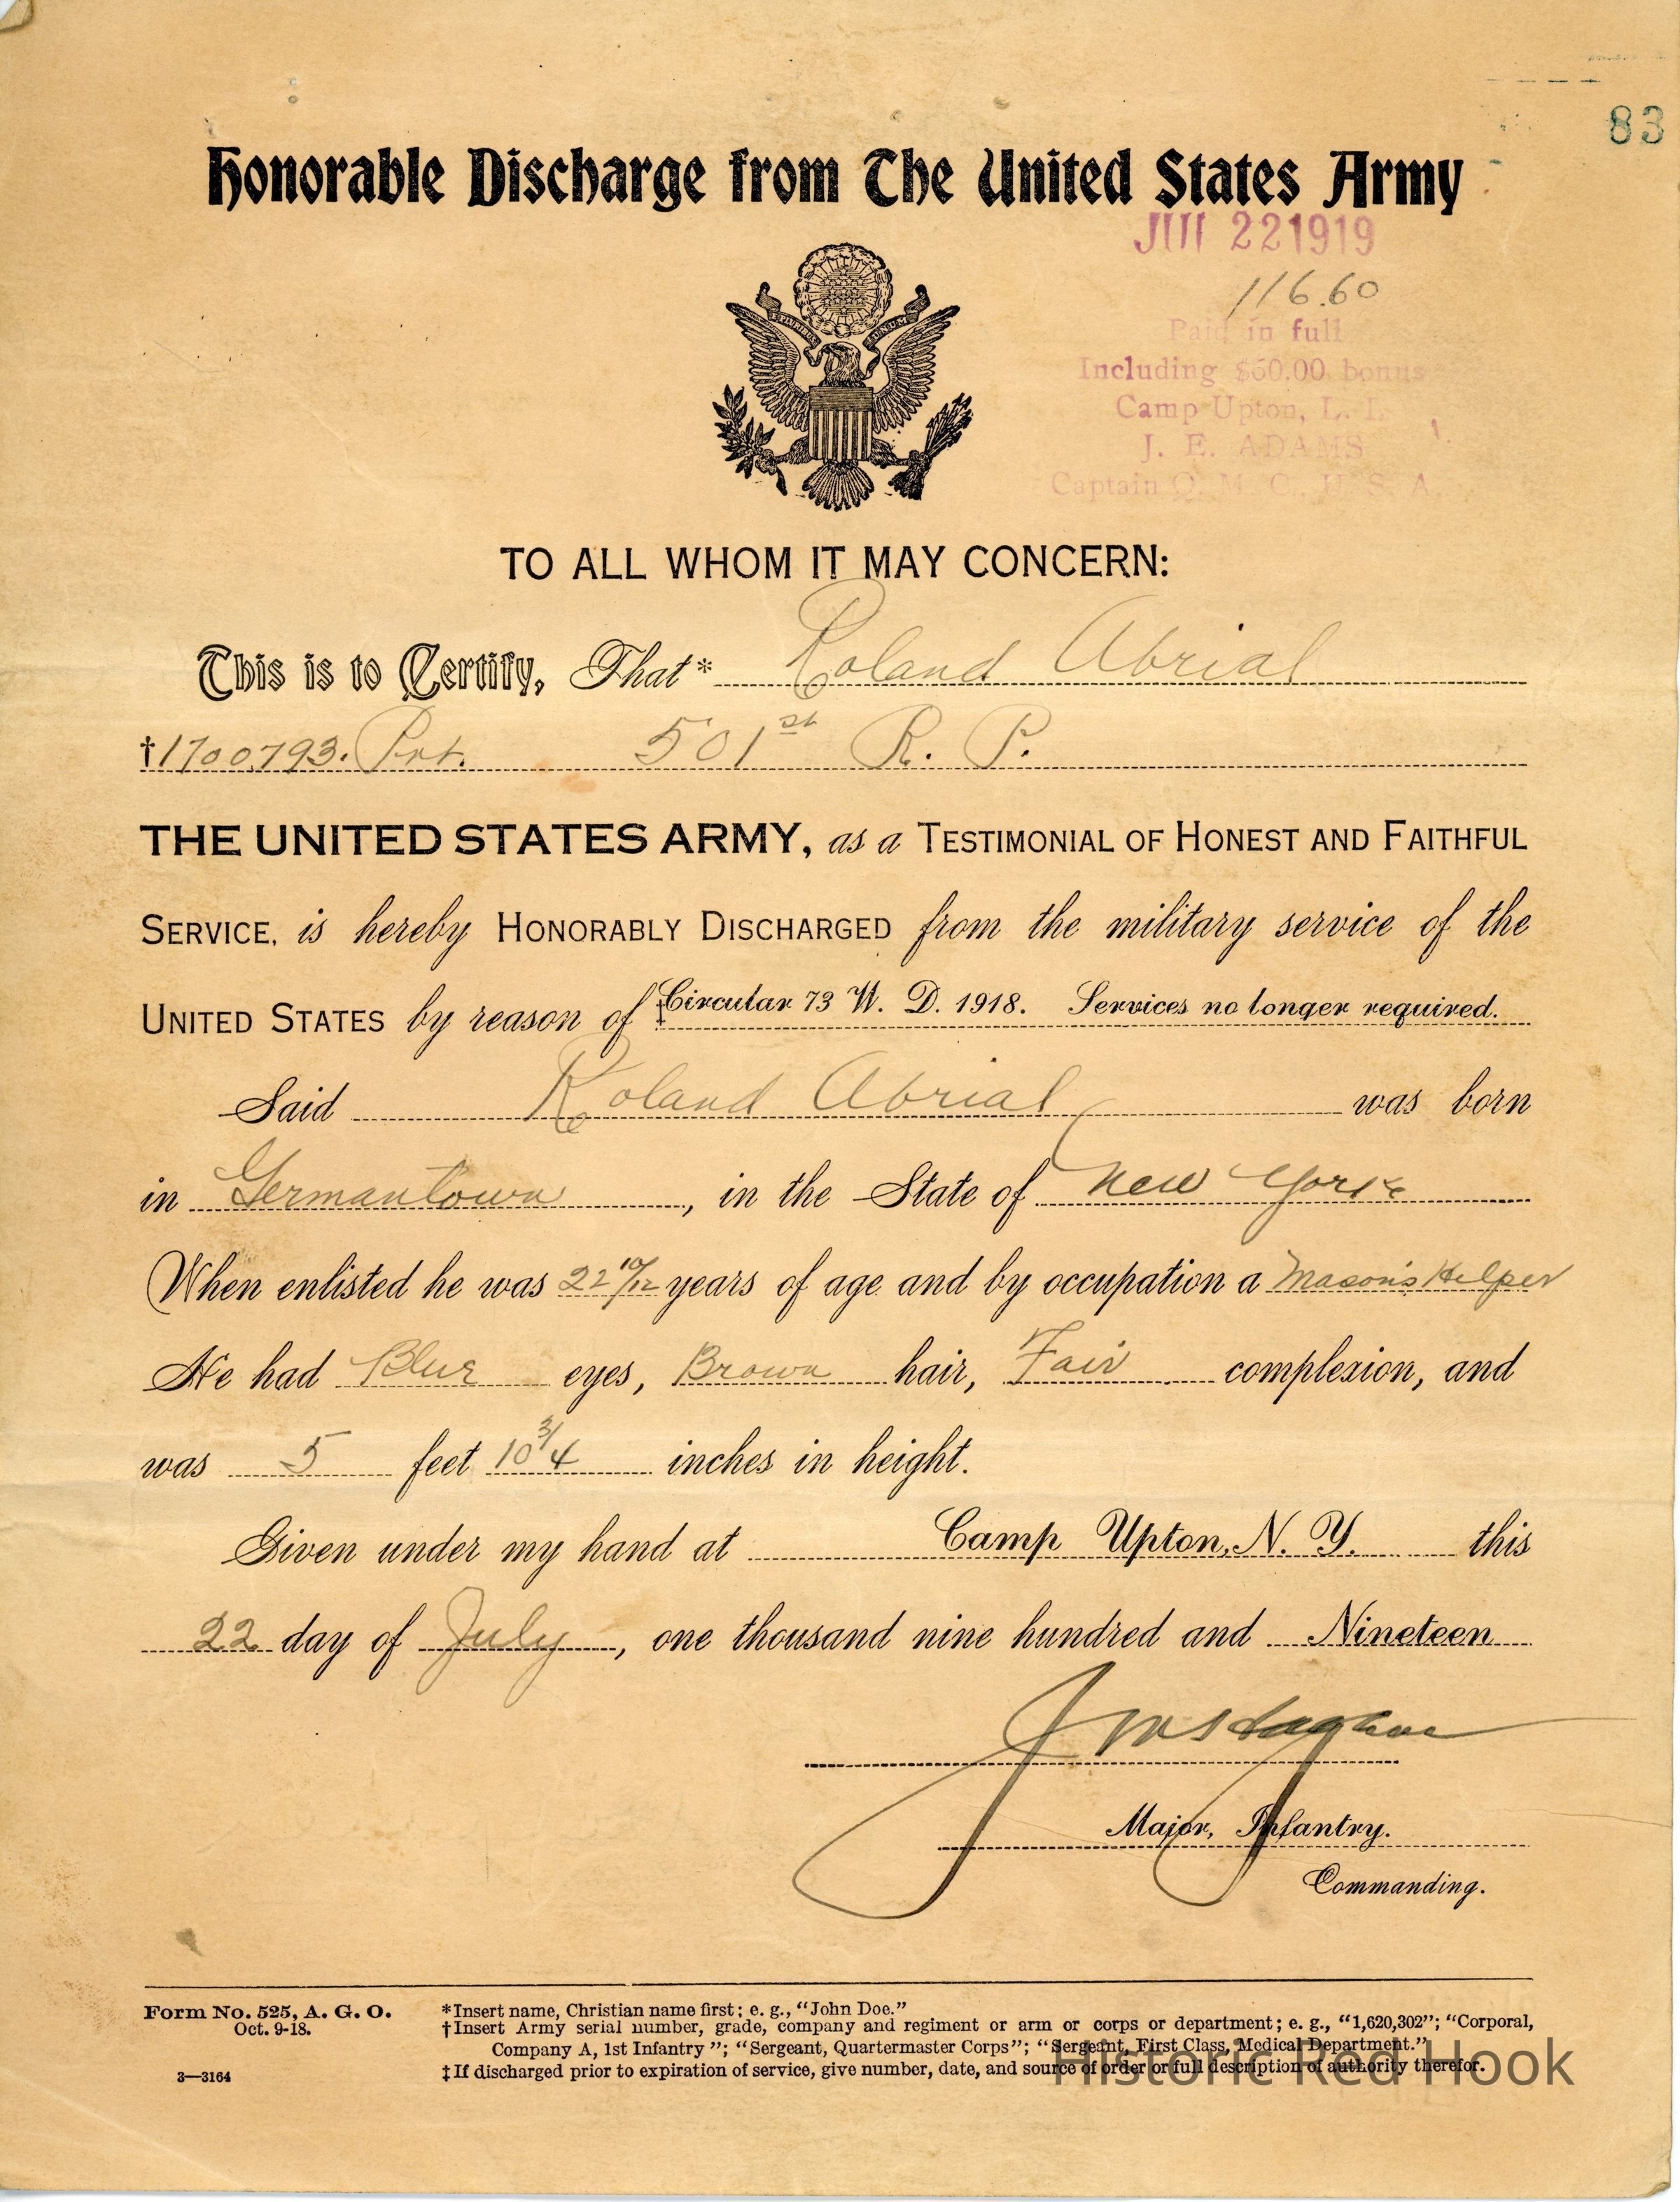 83
Honorable Discharge from The United States Army
JUL 22 1919
116.60
Paid in full
Including $60.00 bonus
Camp Upton, L. I.
J. E. ADAMS
Captain Q. M. C. U. S. A.
TO ALL WHOM IT MAY CONCERN:
This is to Certify, That* Roland Abrial
†1700793. Pvt. 501st R. P.
THE UNITED STATES ARMY, as a TESTIMONIAL OF HONEST AND FAITHFUL
SERVICE, is hereby HONORABLY DISCHARGED from the military service of the
UNITED STATES by reason of ‡Circular 73 W. D. 1918. Services no longer required.
Said Roland Abrial was born
in Germantown, in the State of New York
When enlisted he was 22 10/12 years of age and by occupation a Mason's Helper
He had Blue eyes, Brown hair, Fair complexion, and
was 5 feet 10 3/4 inches in height.
Given under my hand at Camp Upton, N. Y. this
22 day of July, one thousand nine hundred and Nineteen
Major, Infantry.
Commanding.
Form No. 525, A. G. O.
Oct. 9-18.
3—3164
*Insert name, Christian name first; e. g., "John Doe."
†Insert Army serial number, grade, company and regiment or arm or corps or department; e. g., "1,620,302"; "Corporal,
Company A, 1st Infantry"; "Sergeant, Quartermaster Corps"; "Sergeant, First Class, Medical Department."
‡If discharged prior to expiration of service, give number, date, and source of order or full description of authority therefor.
Historic Red Hook